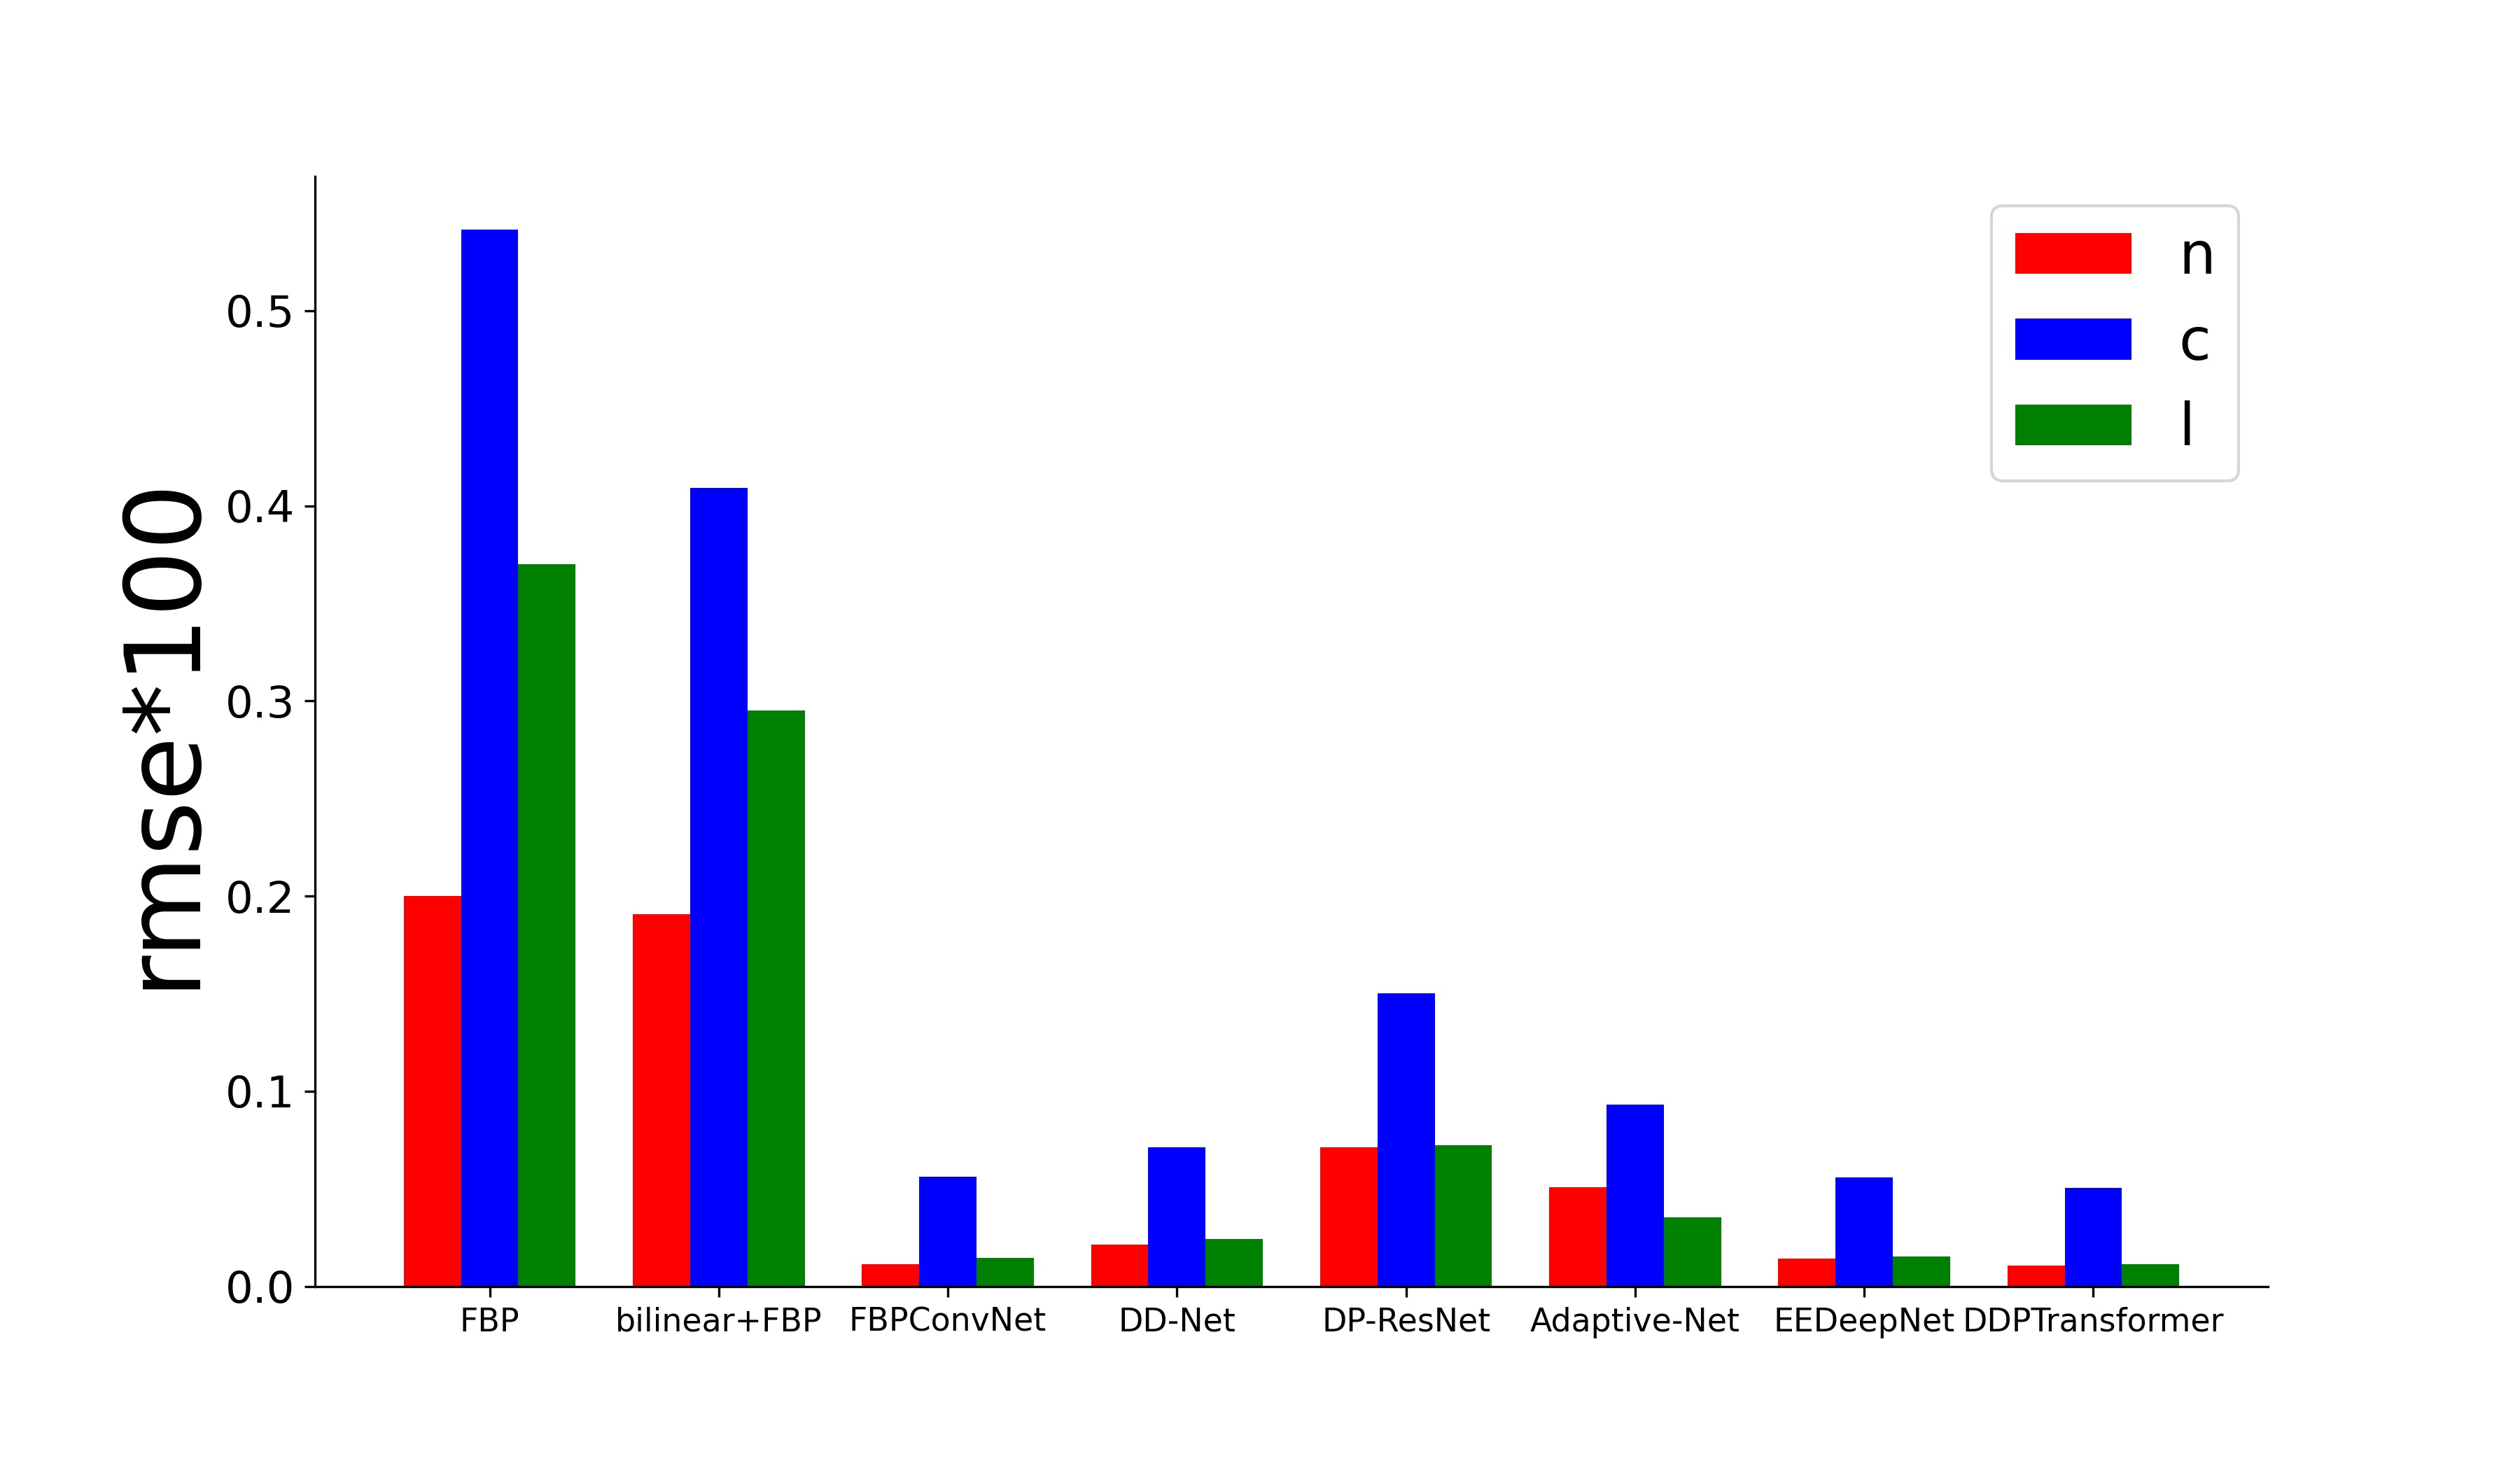 rmse*100
0.5
0.4
0.3
0.2
0.1
0.0
n
c
l
FBP bilinear+FBP FBPConvNet DD-Net DP-ResNet Adaptive-Net EEDeepNet DDPTransformer